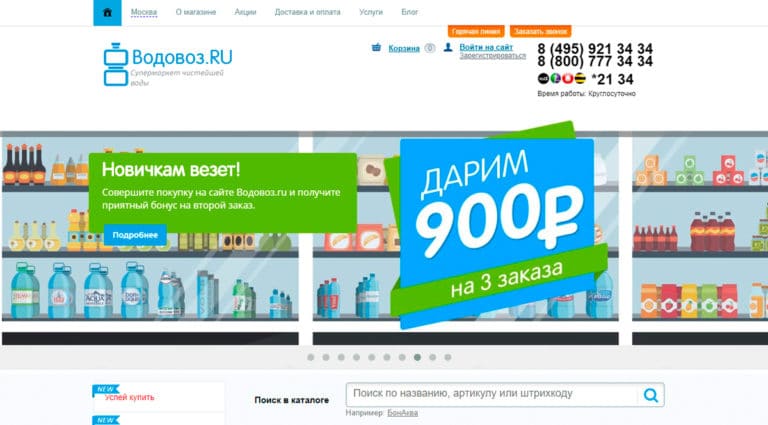 Москва О магазине Акции Доставка и оплата Услуги Блог
Горячая линия Заказать звонок
Водовоз.RU
Супермаркет чистейшей
воды
Корзина 0
Войти на сайт
Зарегистрироваться
8 (495) 921 34 34
8 (800) 777 34 34
*21 34
Время работы: Круглосуточно
Новичкам везет!
Совершите покупку на сайте Водовоз.ru и получите
приятный бонус на второй заказ.
Подробнее
ДАРИМ
900₽
на 3 заказа
NEW
Успей купить
NEW
Поиск в каталоге
Поиск по названию, артикулу или штрихкоду
Например: БонАква